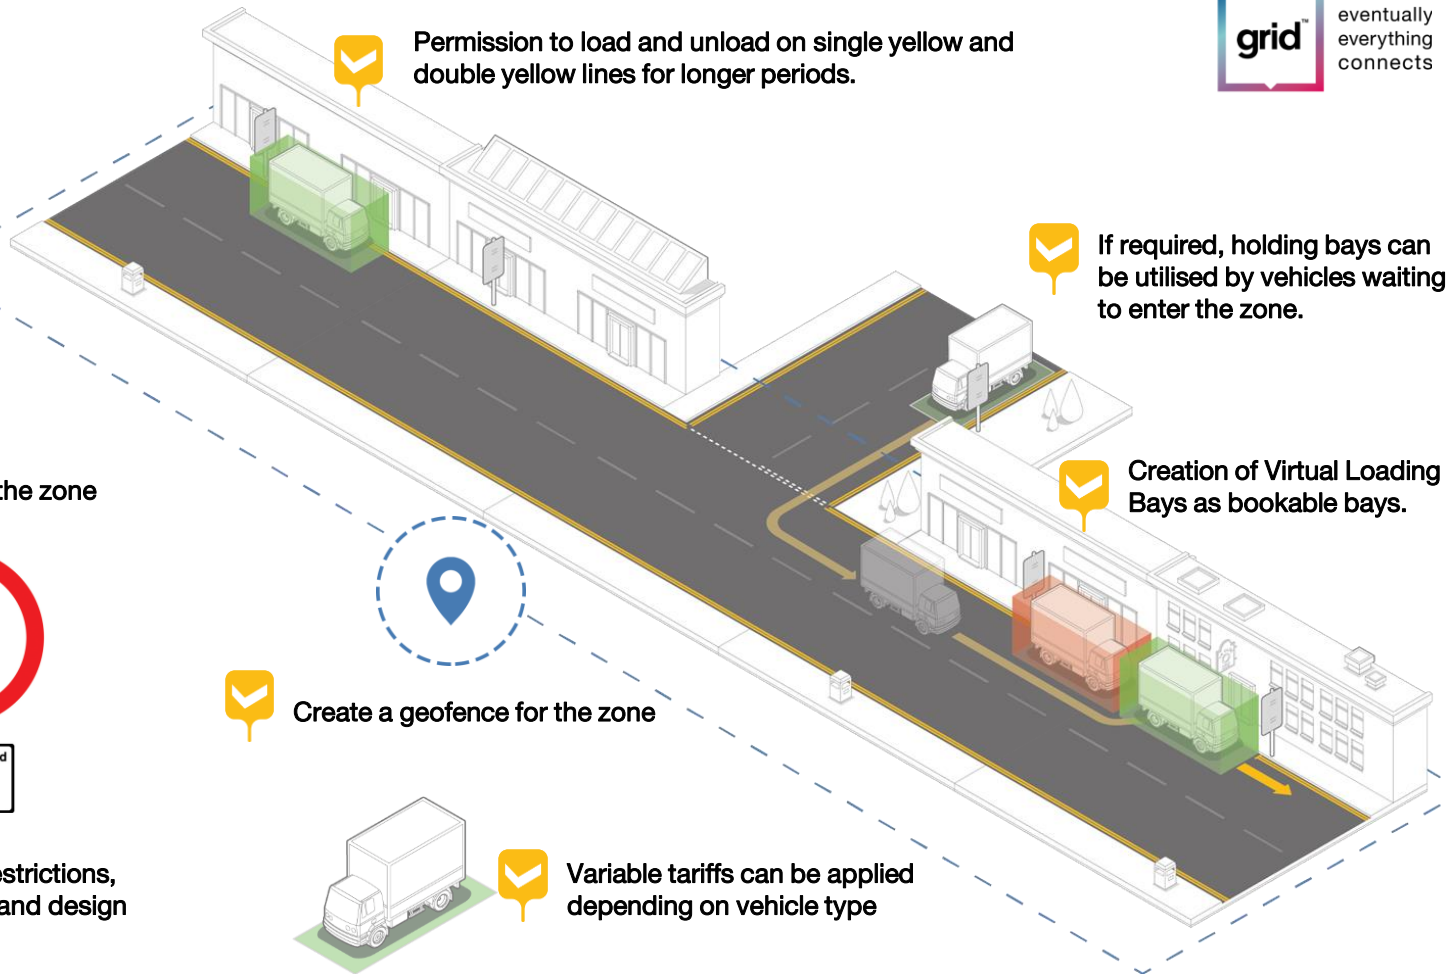 Permission to load and unload on single yellow and
double yellow lines for longer periods.
grid™
eventually
everything
connects
If required, holding bays can
be utilised by vehicles waiting
to enter the zone.
the zone
Creation of Virtual Loading
Bays as bookable bays.
Create a geofence for the zone
d
estrictions,
and design
Variable tariffs can be applied
depending on vehicle type